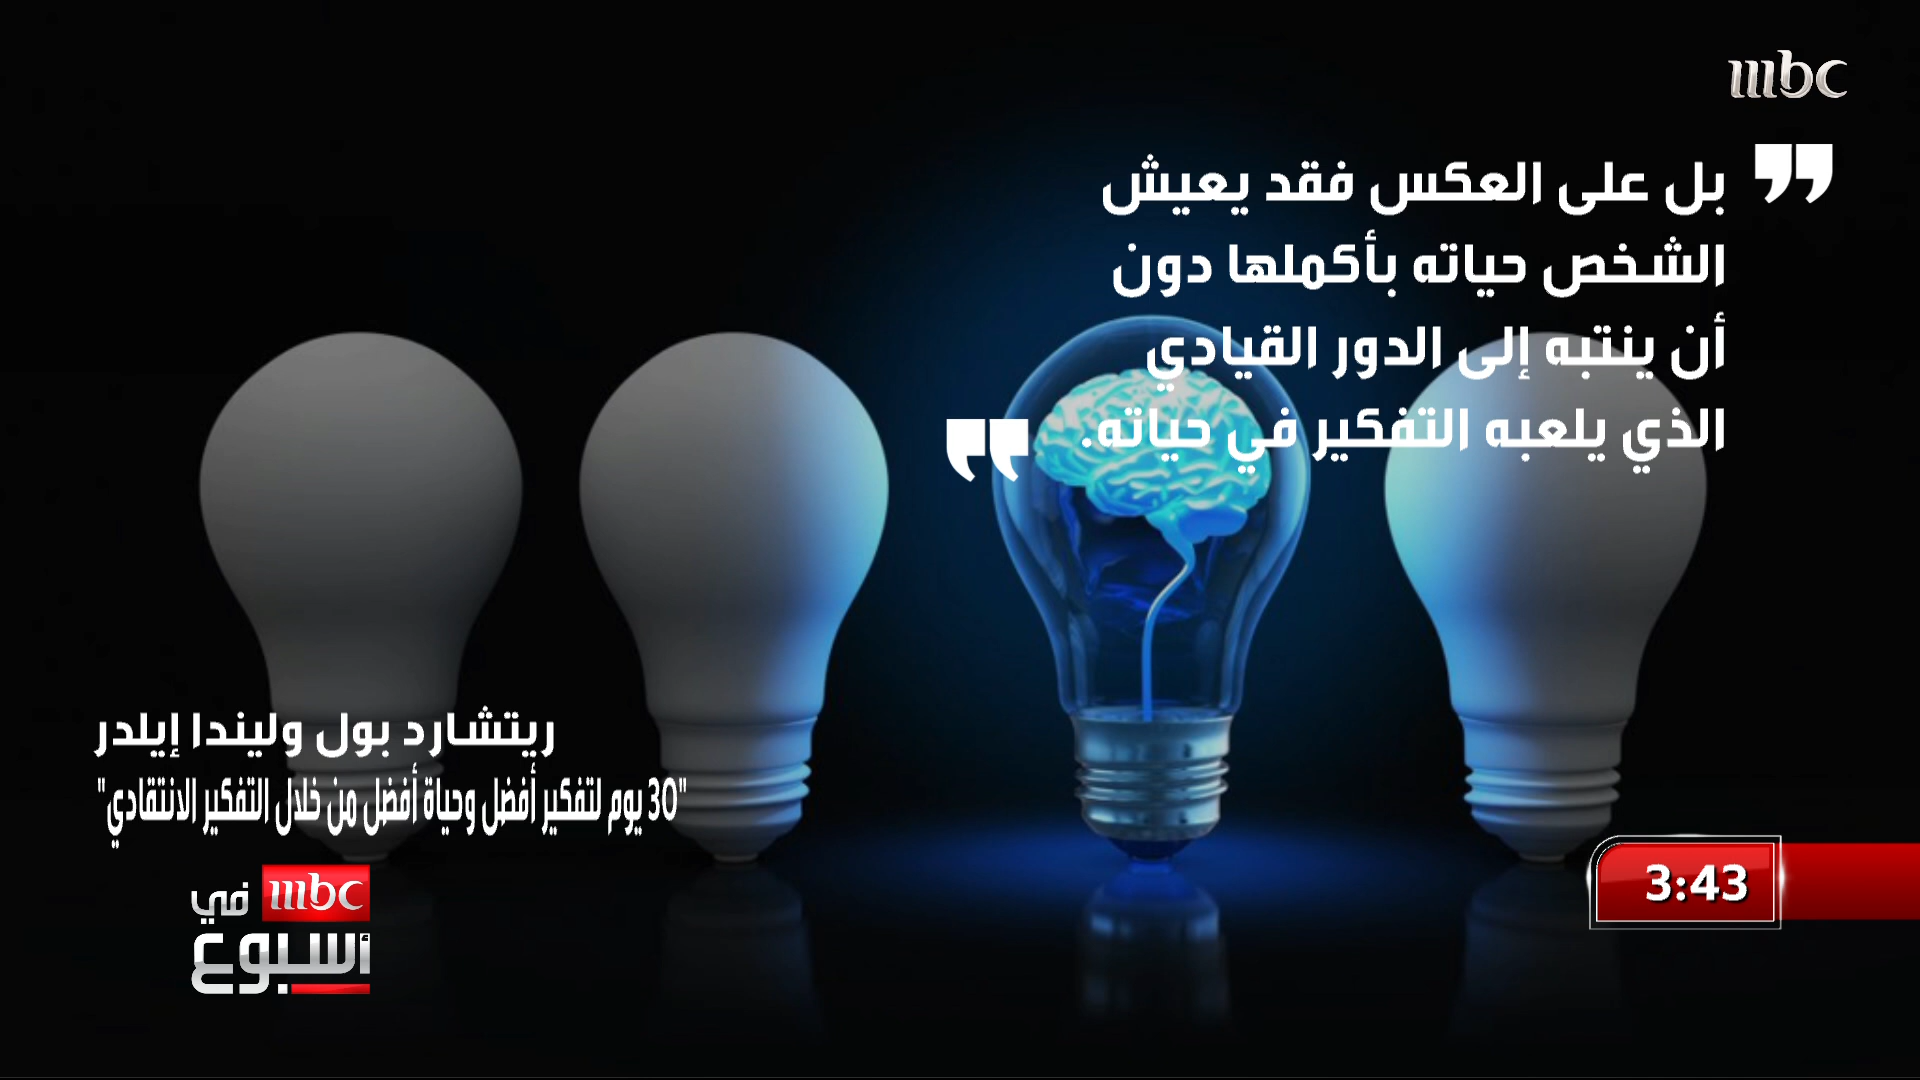 mbc
بل على العكس فقد يعيش
الشخص حياته بأكملها دون
أن ينتبه إلى الدور القيادي
الذي يلعبه التفكير في حياته.
ريتشارد بول وليندا إيلدر
"30 يوم لتفكير أفضل وحياة أفضل من خلال التفكير الانتقادي"
mbc في
أسبوع
3:43